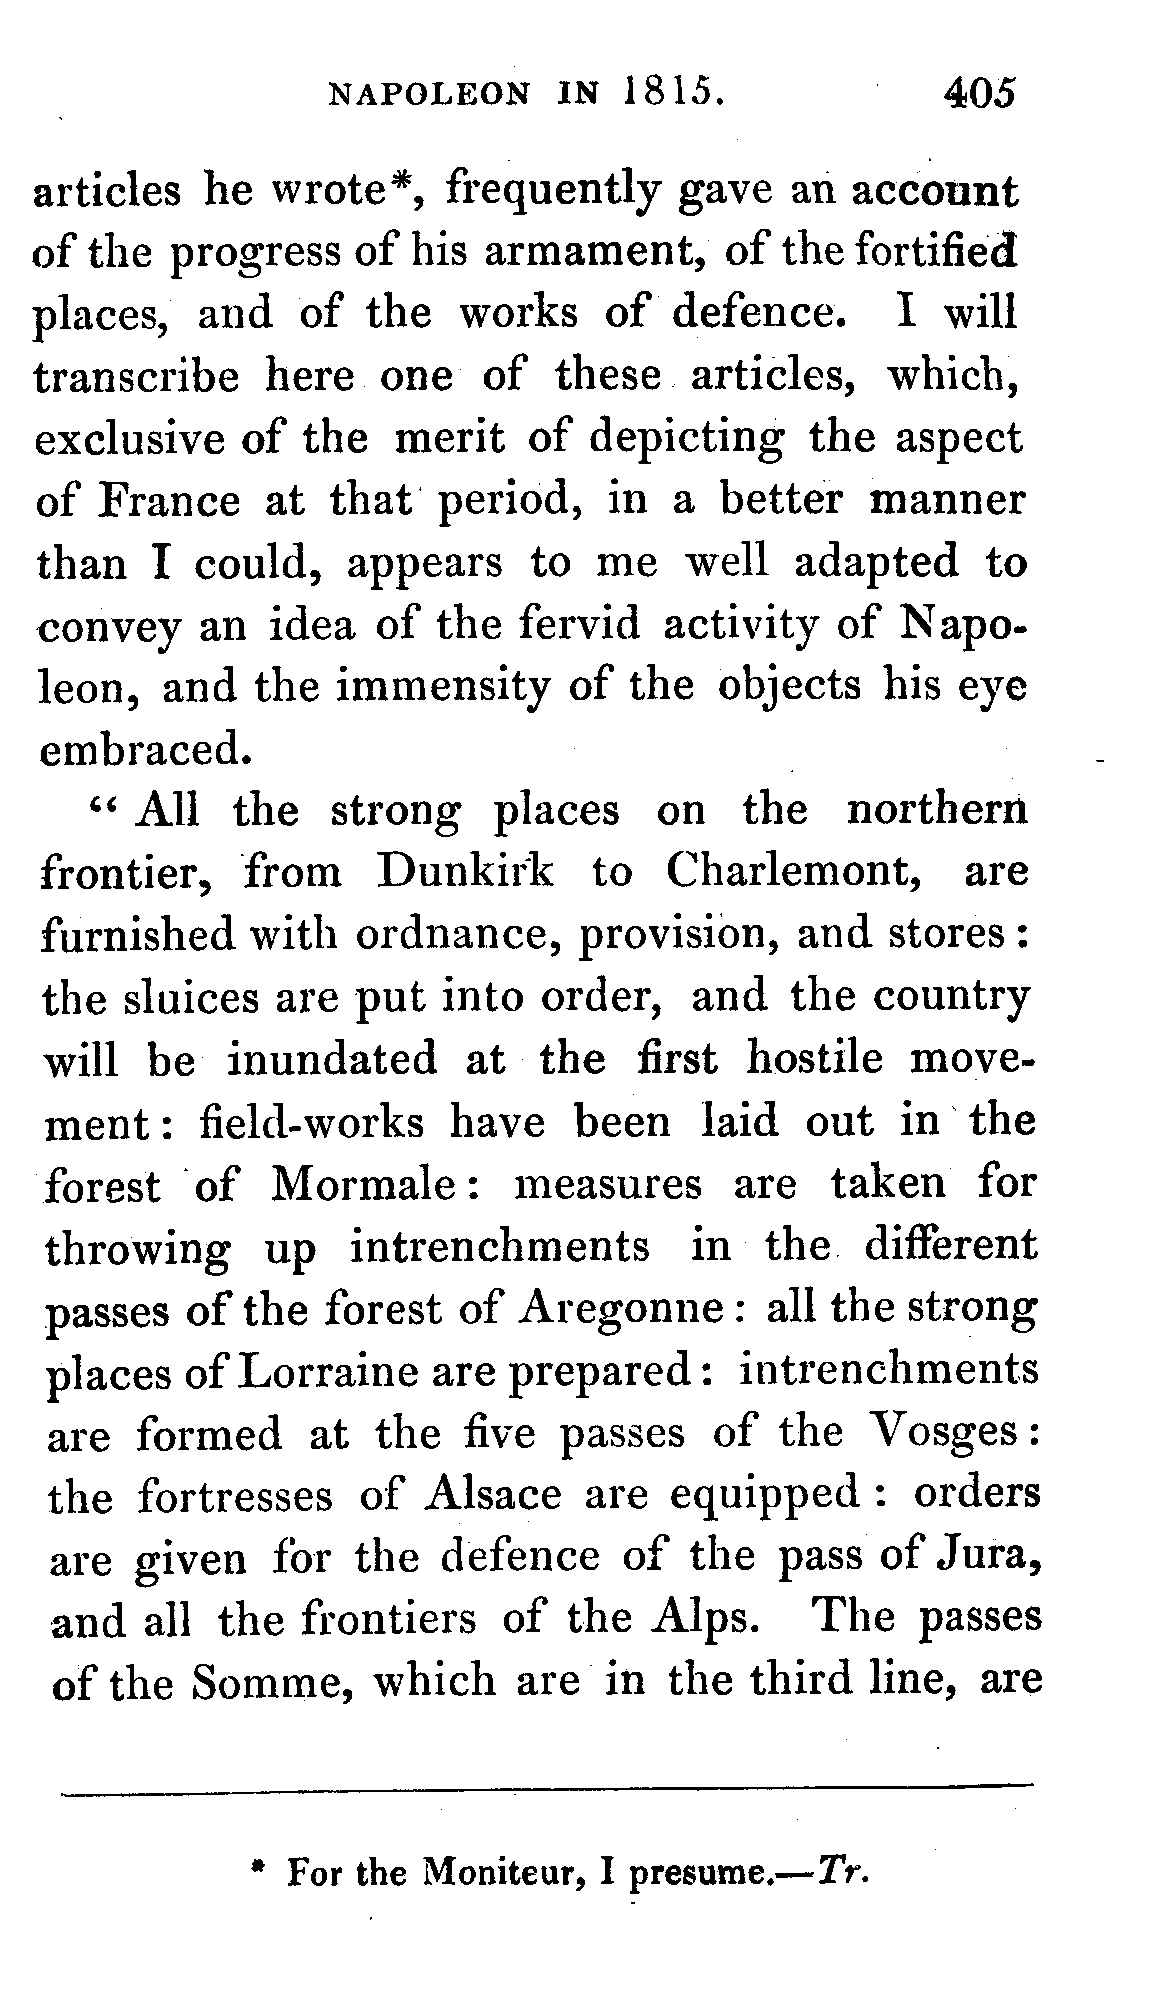 NAPOLEON IN 1815. 405
articles he wrote*, frequently gave an account
of the progress of his armament, of the fortified
places, and of the works of defence. I will
transcribe here one of these articles, which,
exclusive of the merit of depicting the aspect
of France at that period, in a better manner
than I could, appears to me well adapted to
convey an idea of the fervid activity of Napo-
leon, and the immensity of the objects his eye
embraced.
“ All the strong places on the northern
frontier, from Dunkirk to Charlemont, are
furnished with ordnance, provision, and stores :
the sluices are put into order, and the country
will be inundated at the first hostile move-
ment : field-works have been laid out in the
forest of Mormale : measures are taken for
throwing up intrenchments in the different
passes of the forest of Aregonne : all the strong
places of Lorraine are prepared : intrenchments
are formed at the five passes of the Vosges :
the fortresses of Alsace are equipped : orders
are given for the defence of the pass of Jura,
and all the frontiers of the Alps. The passes
of the Somme, which are in the third line, are
* For the Moniteur, I presume.—Tr.